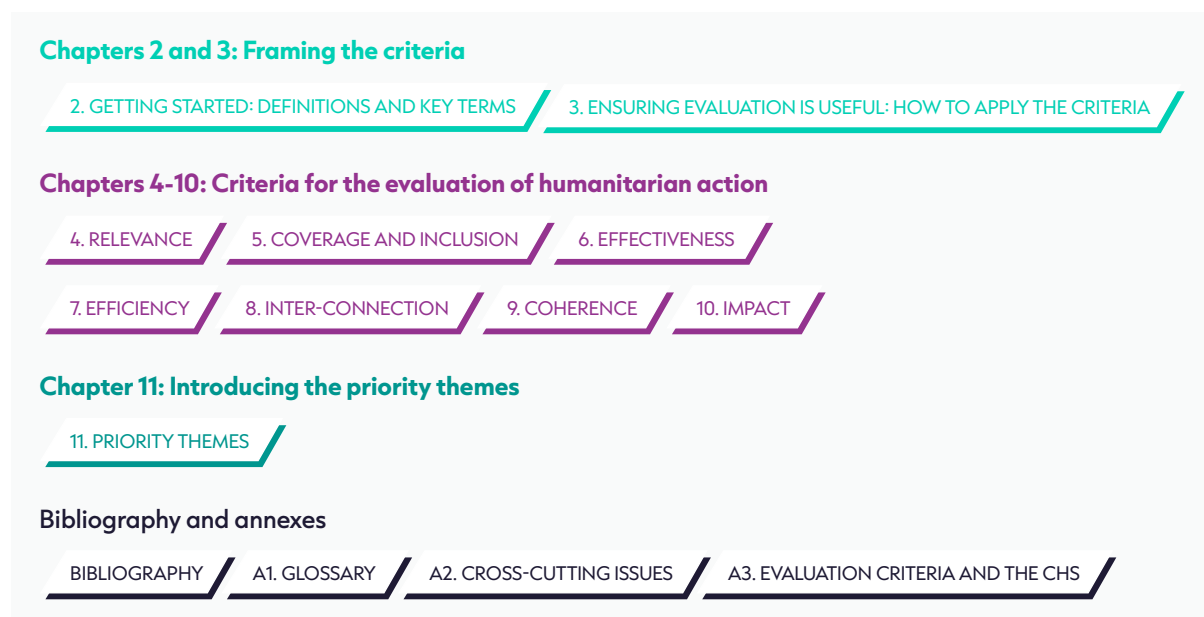 Chapters 2 and 3: Framing the criteria
2. GETTING STARTED: DEFINITIONS AND KEY TERMS 3. ENSURING EVALUATION IS USEFUL: HOW TO APPLY THE CRITERIA
Chapters 4-10: Criteria for the evaluation of humanitarian action
4. RELEVANCE 5. COVERAGE AND INCLUSION 6. EFFECTIVENESS
7. EFFICIENCY 8. INTER-CONNECTION 9. COHERENCE 10. IMPACT
Chapter 11: Introducing the priority themes
11. PRIORITY THEMES
Bibliography and annexes
BIBLIOGRAPHY A1. GLOSSARY A2. CROSS-CUTTING ISSUES A3. EVALUATION CRITERIA AND THE CHS